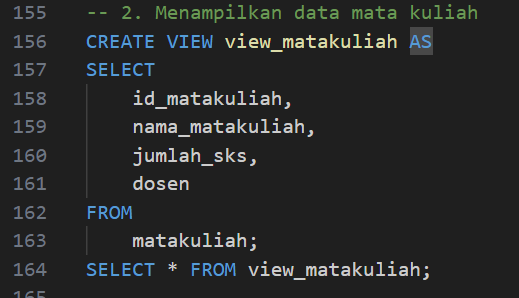 155 -- 2. Menampilkan data mata kuliah
156 CREATE VIEW view_matakuliah AS
157 SELECT
158     id_matakuliah,
159     nama_matakuliah,
160     jumlah_sks,
161     dosen
162 FROM
163     matakuliah;
164 SELECT * FROM view_matakuliah;
165